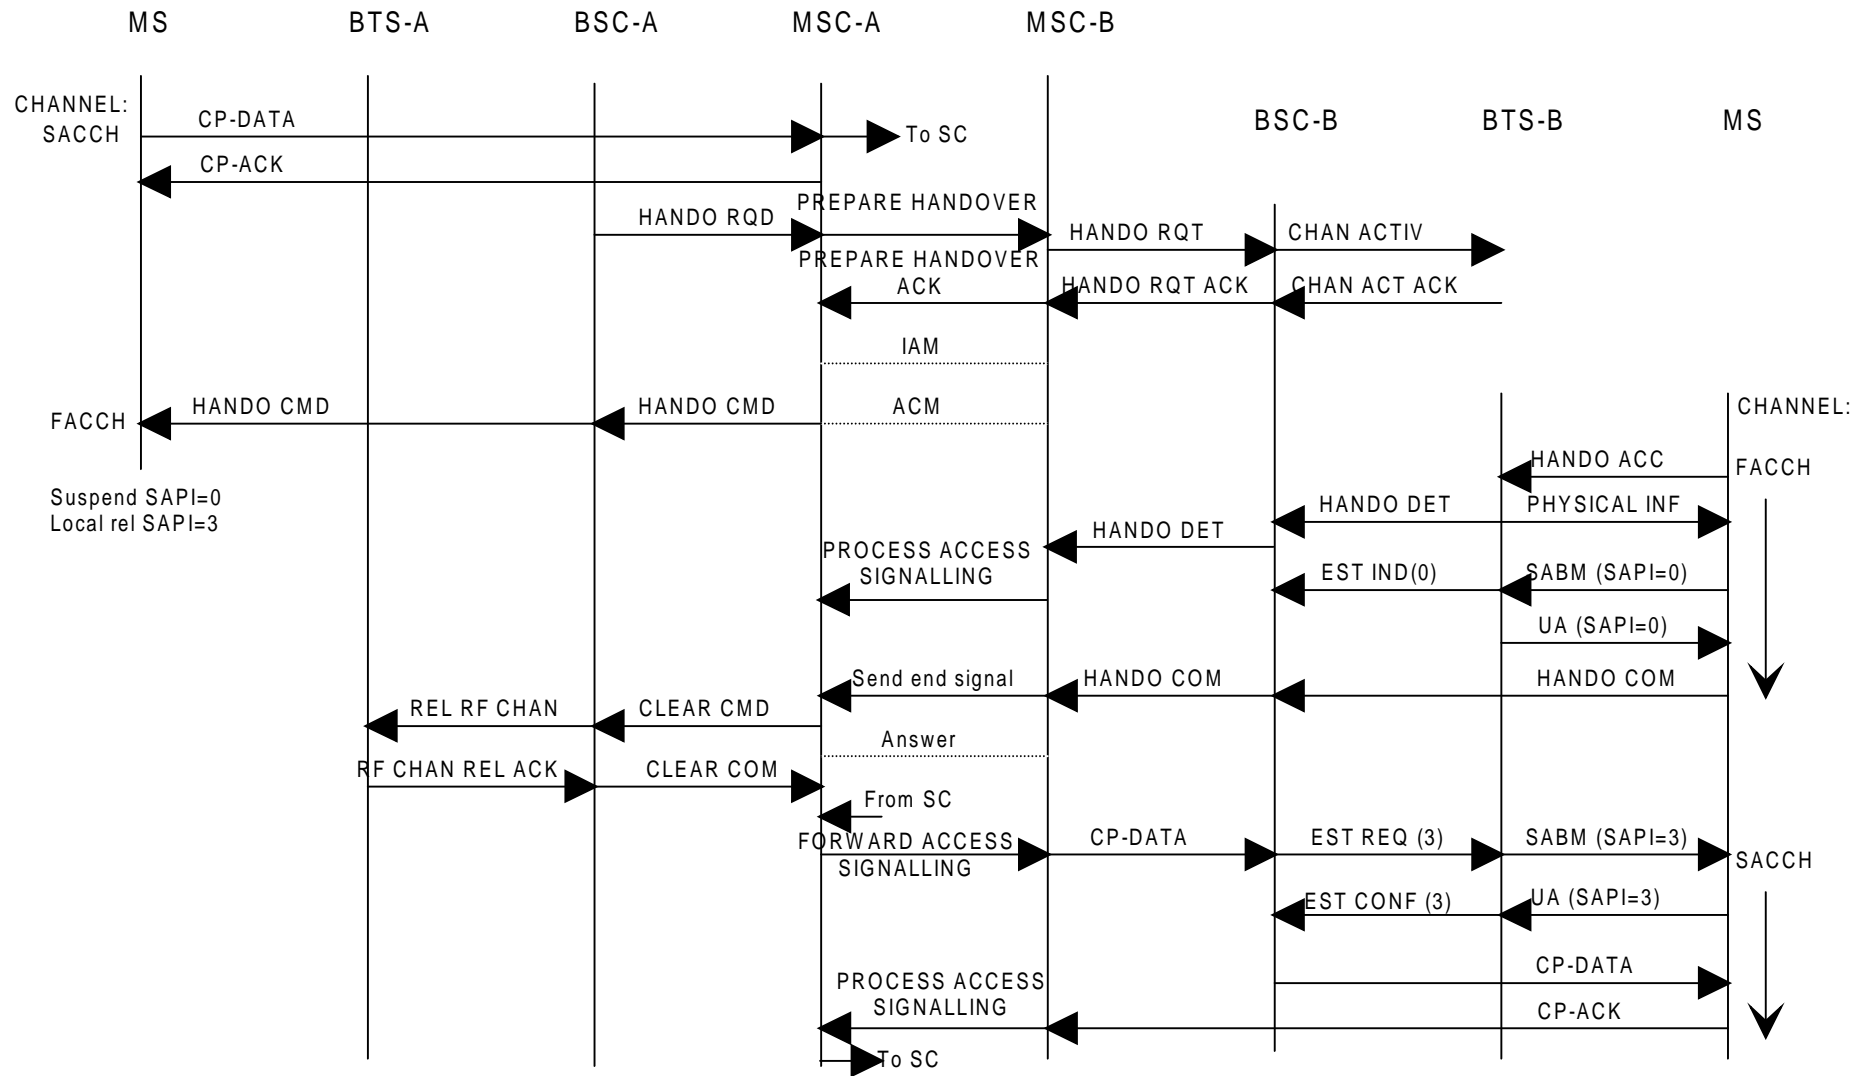 MS BTS-A BSC-A MSC-A MSC-B
BSC-B BTS-B MS
CHANNEL:
SACCH
CP-DATA
To SC
CP-ACK
PREPARE HANDOVER
HANDO RQD
HANDO RQT
CHAN ACTIV
PREPARE HANDOVER
ACK
HANDO RQT ACK
CHAN ACT ACK
IAM
FACCH
HANDO CMD
HANDO CMD
ACM
CHANNEL:
HANDO ACC
FACCH
Suspend SAPI=0
Local rel SAPI=3
HANDO DET
PHYSICAL INF
HANDO DET
PROCESS ACCESS
SIGNALLING
EST IND(0)
SABM (SAPI=0)
UA (SAPI=0)
Send end signal
HANDO COM
HANDO COM
REL RF CHAN
CLEAR CMD
Answer
RF CHAN REL ACK
CLEAR COM
From SC
FORWARD ACCESS
SIGNALLING
CP-DATA
EST REQ (3)
SABM (SAPI=3)
SACCH
EST CONF (3)
UA (SAPI=3)
CP-DATA
PROCESS ACCESS
SIGNALLING
CP-ACK
To SC